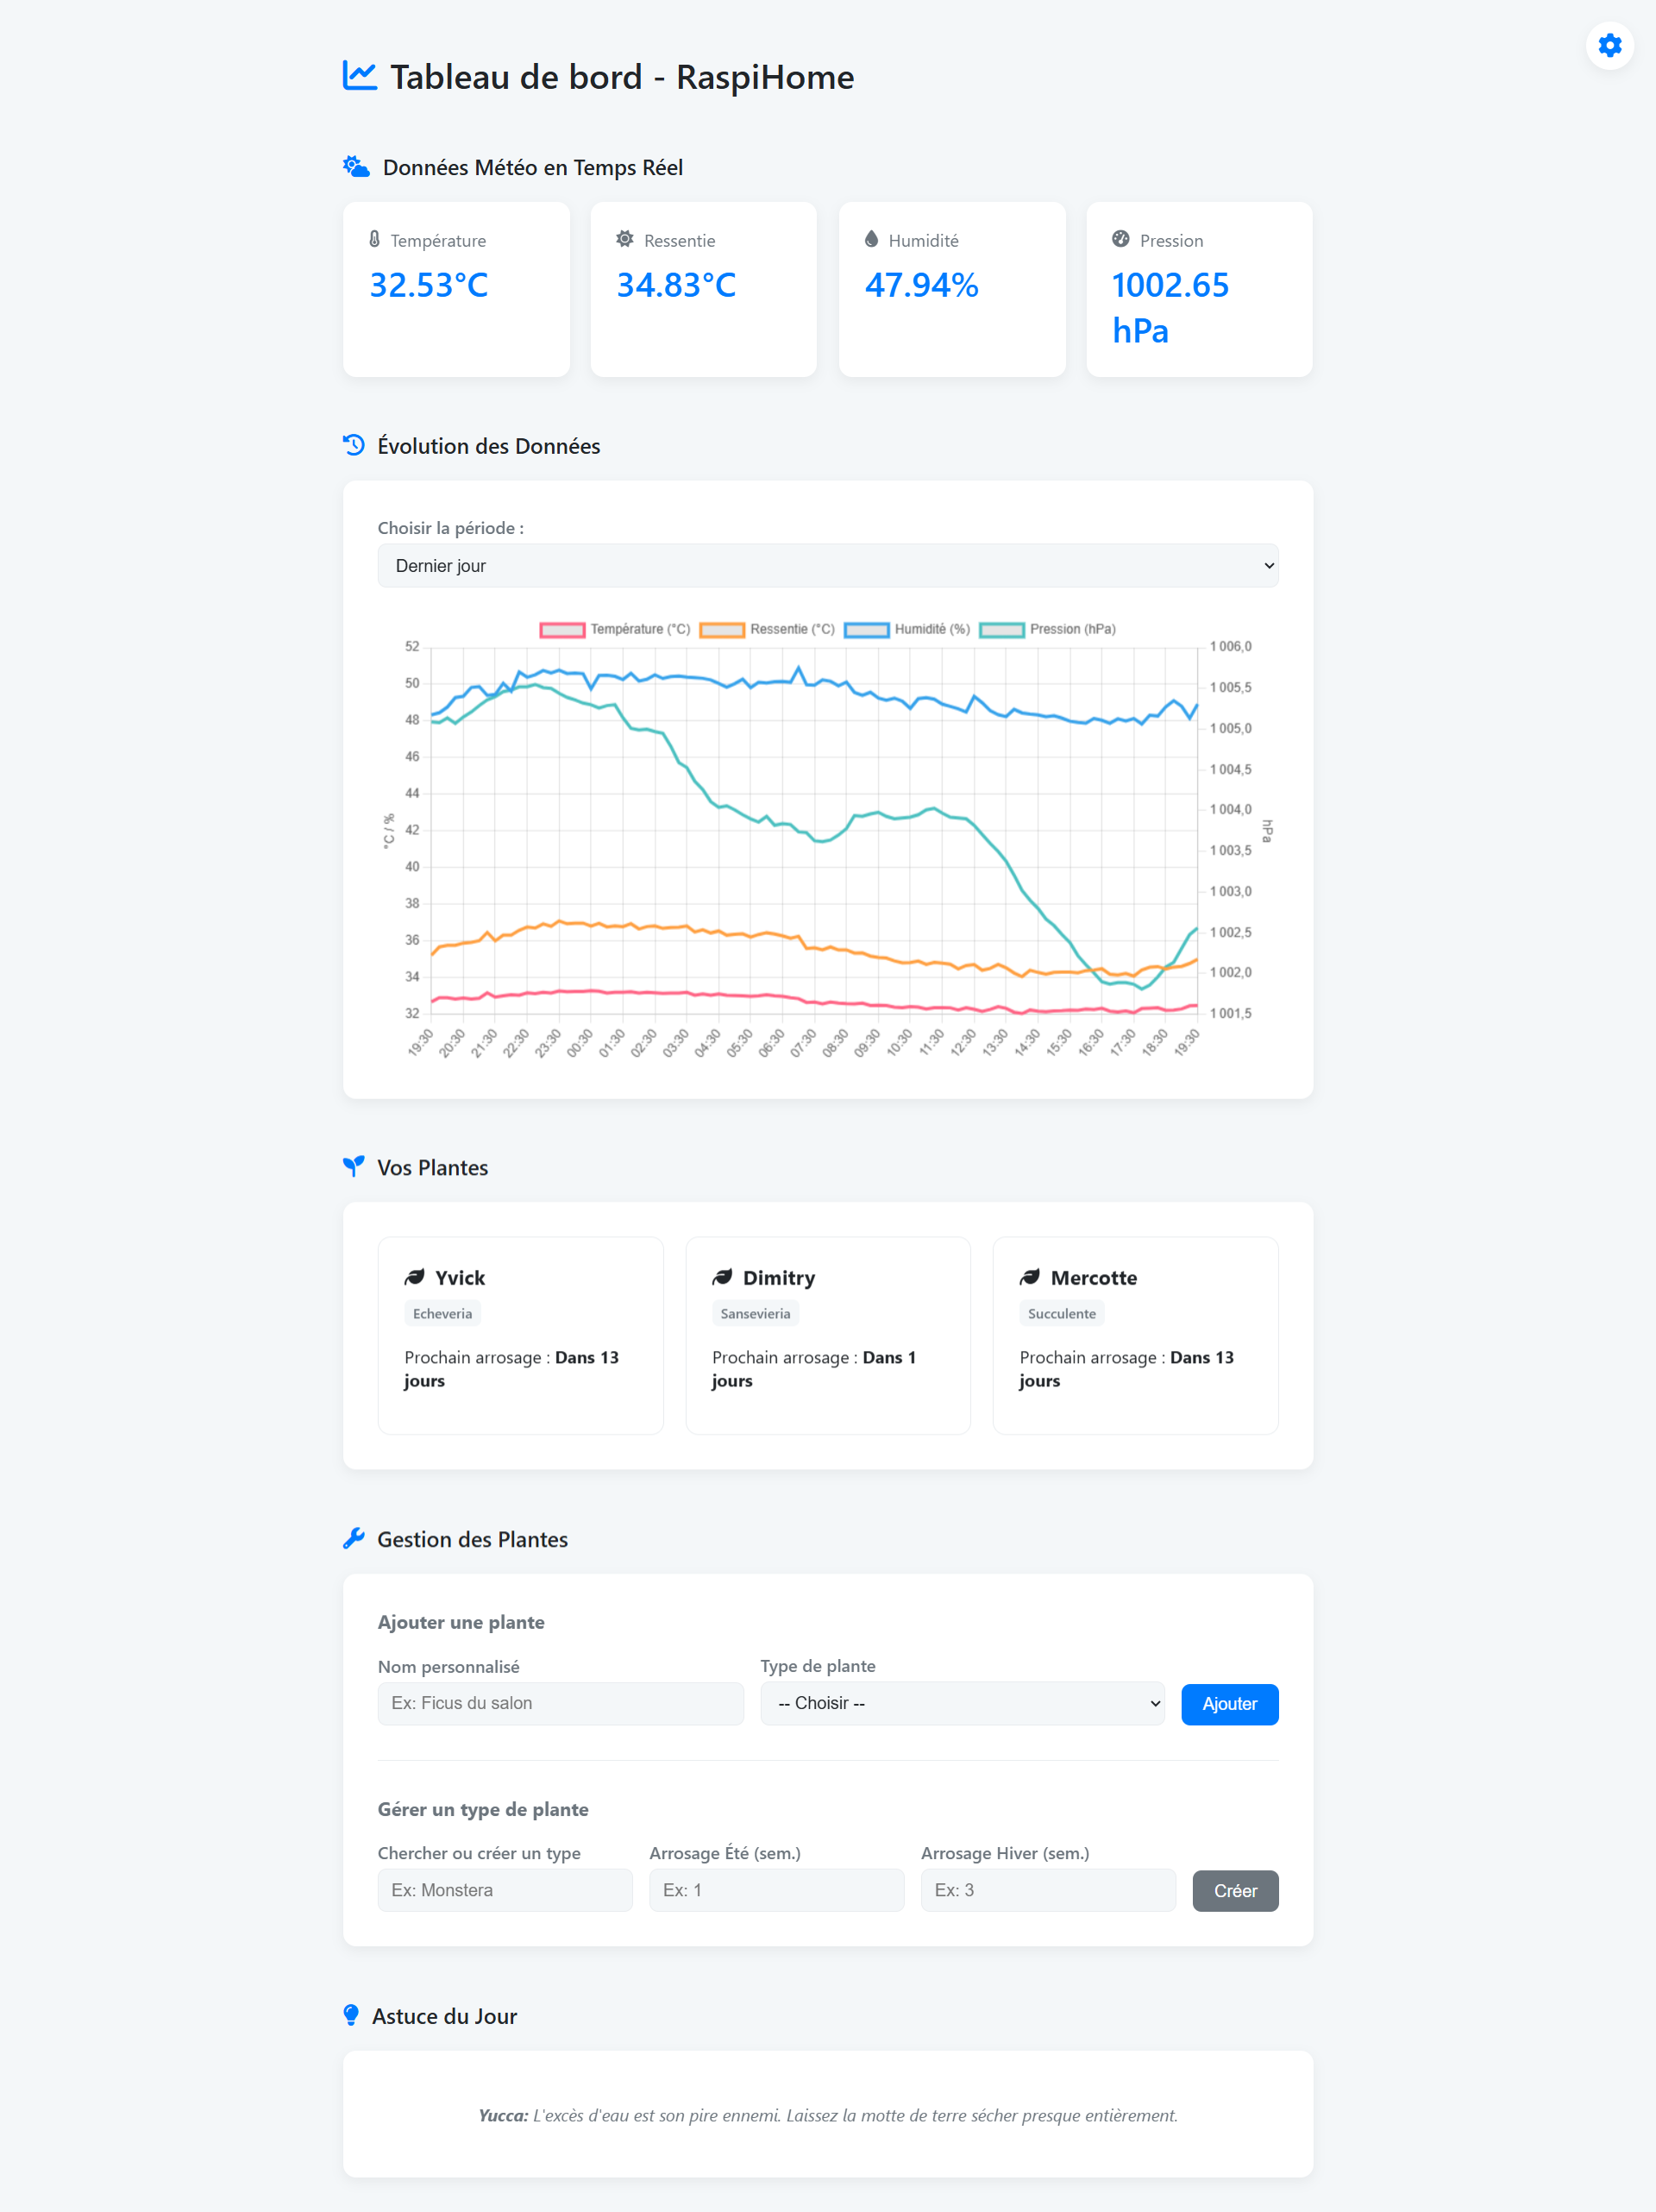 Tableau de bord - RaspiHome
Données Météo en Temps Réel
Température
32.53°C
Ressentie
34.83°C
Humidité
47.94%
Pression
1002.65
hPa
Évolution des Données
Choisir la période :
Dernier jour
Température (°C) Ressentie (°C) Humidité (%) Pression (hPa)
°C / %
52
50
48
46
44
42
40
38
36
34
32
1 006,0
1 005,5
1 005,0
1 004,5
1 004,0
1 003,5
1 003,0
1 002,5
1 002,0
1 001,5
hPa
19:30 20:30 21:30 22:30 23:30 00:30 01:30 02:30 03:30 04:30 05:30 06:30 07:30 08:30 09:30 10:30 11:30 12:30 13:30 14:30 15:30 16:30 17:30 18:30 19:30
Vos Plantes
Yvick
Echeveria
Prochain arrosage : Dans 13
jours
Dimitry
Sansevieria
Prochain arrosage : Dans 1
jours
Mercotte
Succulente
Prochain arrosage : Dans 13
jours
Gestion des Plantes
Ajouter une plante
Nom personnalisé
Ex: Ficus du salon
Type de plante
-- Choisir --
Ajouter
Gérer un type de plante
Chercher ou créer un type
Ex: Monstera
Arrosage Été (sem.)
Ex: 1
Arrosage Hiver (sem.)
Ex: 3
Créer
Astuce du Jour
Yucca: L'excès d'eau est son pire ennemi. Laissez la motte de terre sécher presque entièrement.